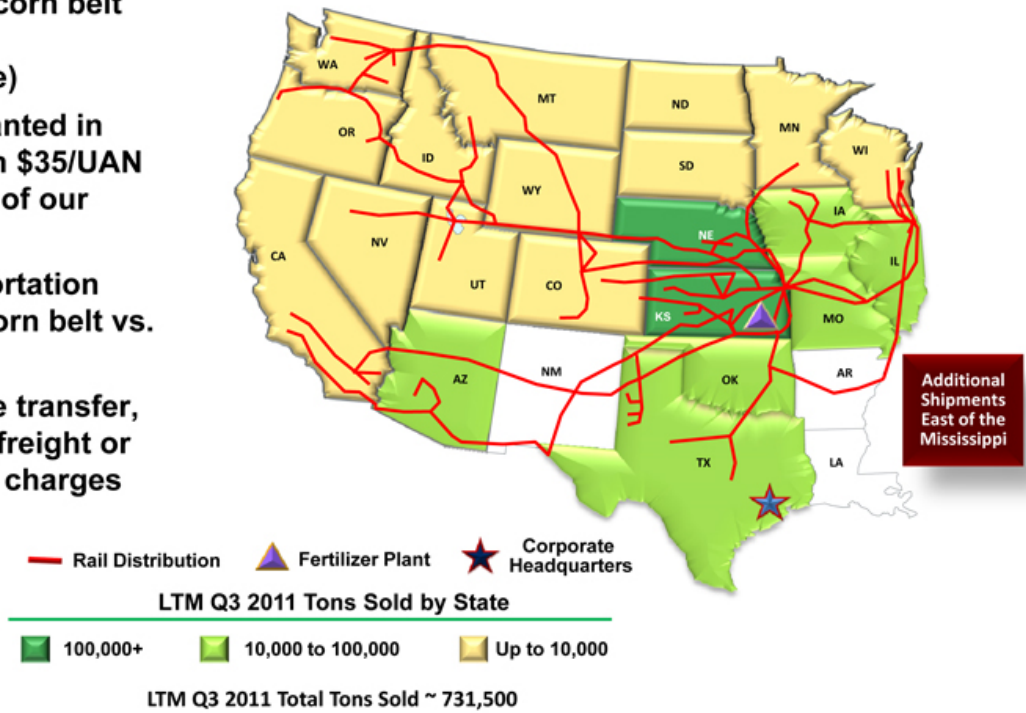 corn belt
e)
anted in
n $35/UAN
of our
ortation
orn belt vs.
e transfer,
freight or
charges
WA
OR
ID
MT
ND
MN
WI
SD
WY
IA
NE
NV
CA
UT
CO
IL
KS
MO
AZ
NM
OK
AR
TX
LA
Additional
Shipments
East of the
Mississippi
Rail Distribution
Fertilizer Plant
Corporate
Headquarters
LTM Q3 2011 Tons Sold by State
100,000+
10,000 to 100,000
Up to 10,000
LTM Q3 2011 Total Tons Sold ~ 731,500